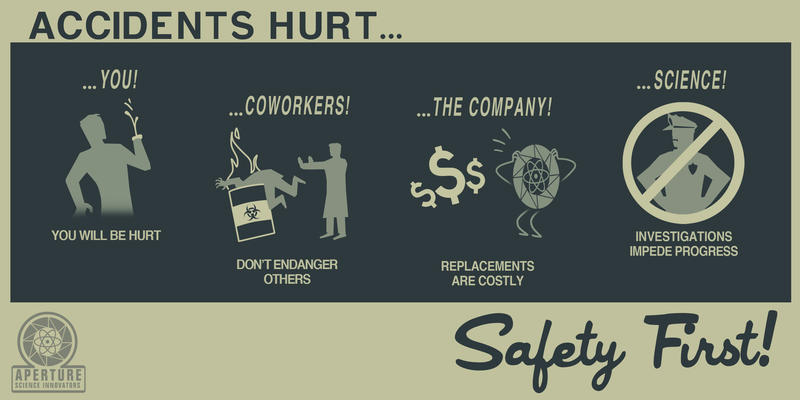 ACCIDENTS HURT...
...YOU!
YOU WILL BE HURT
...COWORKERS!
DON'T ENDANGER
OTHERS
...THE COMPANY!
REPLACEMENTS
ARE COSTLY
...SCIENCE!
INVESTIGATIONS
IMPEDE PROGRESS
APERTURE
SCIENCE INNOVATORS
Safety First!